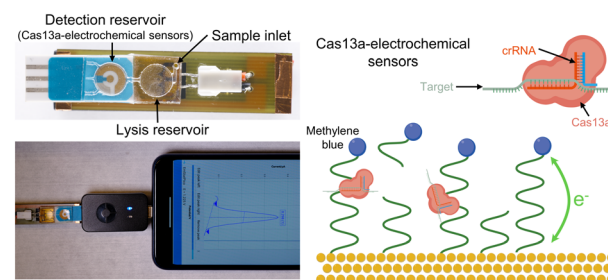 Detection reservoir
(Cas13a-electrochemical sensors)
Sample inlet
Lysis reservoir
Cas13a-electrochemical
sensors
crRNA
Target
Cas13a
Methylene
blue
e-